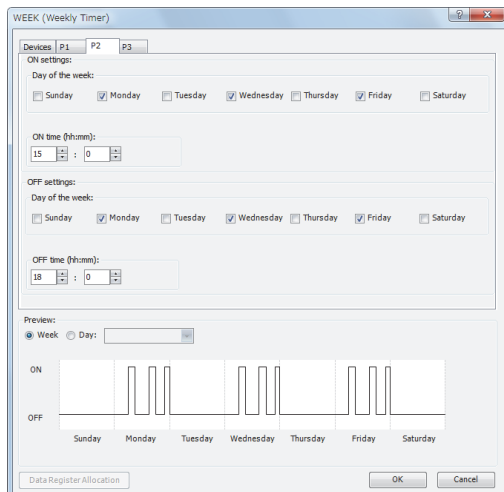 WEEK (Weekly Timer)
Devices P1 P2 P3
ON settings:
Day of the week:
Sunday Monday Tuesday Wednesday Thursday Friday Saturday
ON time (hh:mm):
15 : 0
OFF settings:
Day of the week:
Sunday Monday Tuesday Wednesday Thursday Friday Saturday
OFF time (hh:mm):
18 : 0
Preview:
Week Day:
ON
OFF
Sunday Monday Tuesday Wednesday Thursday Friday Saturday
Data Register Allocation OK Cancel